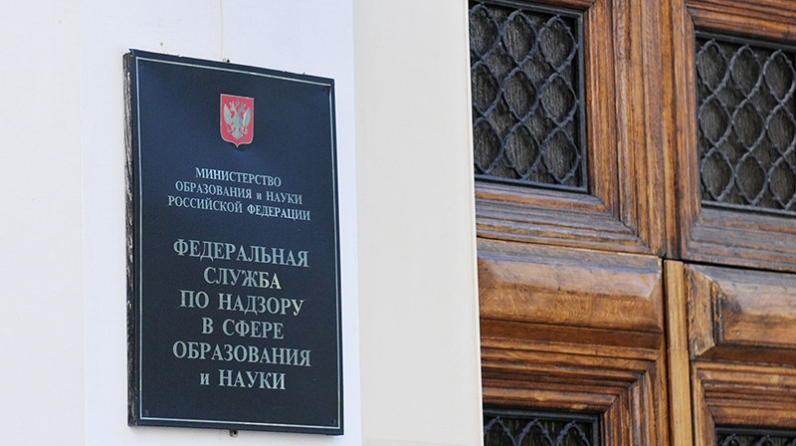 МИНИСТЕРСТВО
ОБРАЗОВАНИЯ и НАУКИ
РОССИЙСКОЙ ФЕДЕРАЦИИ
ФЕДЕРАЛЬНАЯ
СЛУЖБА
ПО НАДЗОРУ
В СФЕРЕ
ОБРАЗОВАНИЯ
и НАУКИ